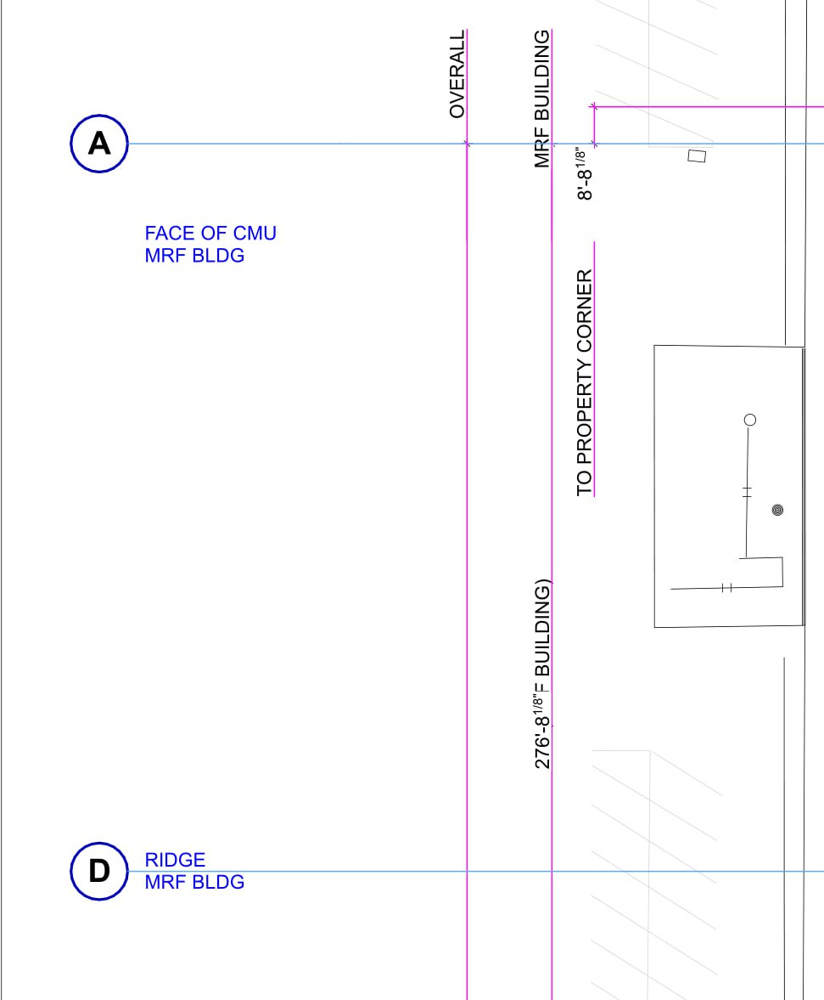 OVERALL
MRF BUILDING
A
8'-8 1/8"
FACE OF CMU
MRF BLDG
TO PROPERTY CORNER
276'-8 1/8" F BUILDING)
D
RIDGE
MRF BLDG